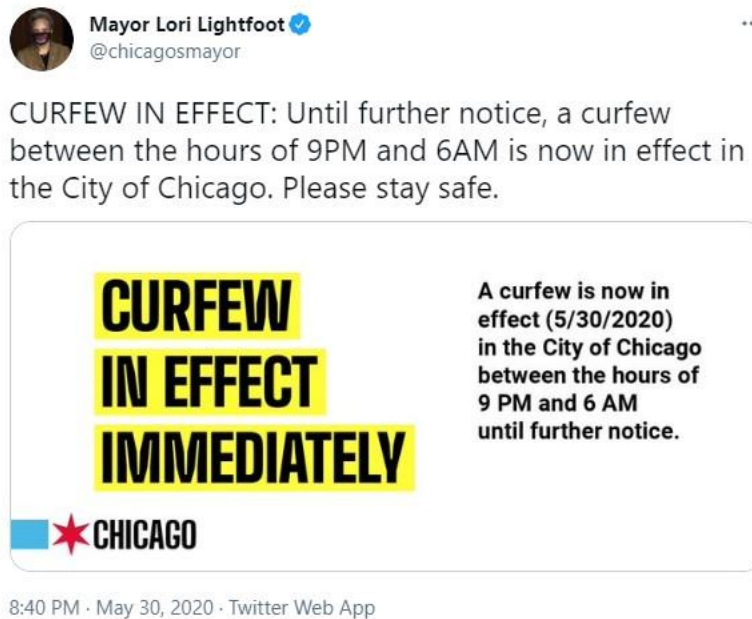 Mayor Lori Lightfoot
@chicagosmayor
CURFEW IN EFFECT: Until further notice, a curfew
between the hours of 9PM and 6AM is now in effect in
the City of Chicago. Please stay safe.
CURFEW
IN EFFECT
IMMEDIATELY
CHICAGO
A curfew is now in
effect (5/30/2020)
in the City of Chicago
between the hours of
9 PM and 6 AM
until further notice.
8:40 PM · May 30, 2020 · Twitter Web App